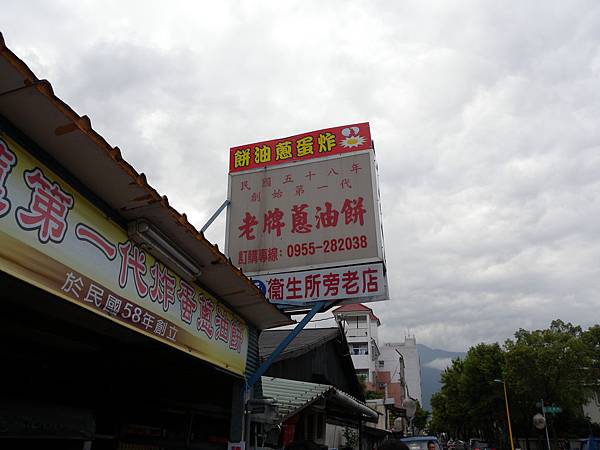 餅油蔥蛋炸
民國五十八年
創始第一代
老牌蔥油餅
訂購專線：0955-282038
衛生所旁老店
第一代炸蛋蔥油餅
於民國58年創立